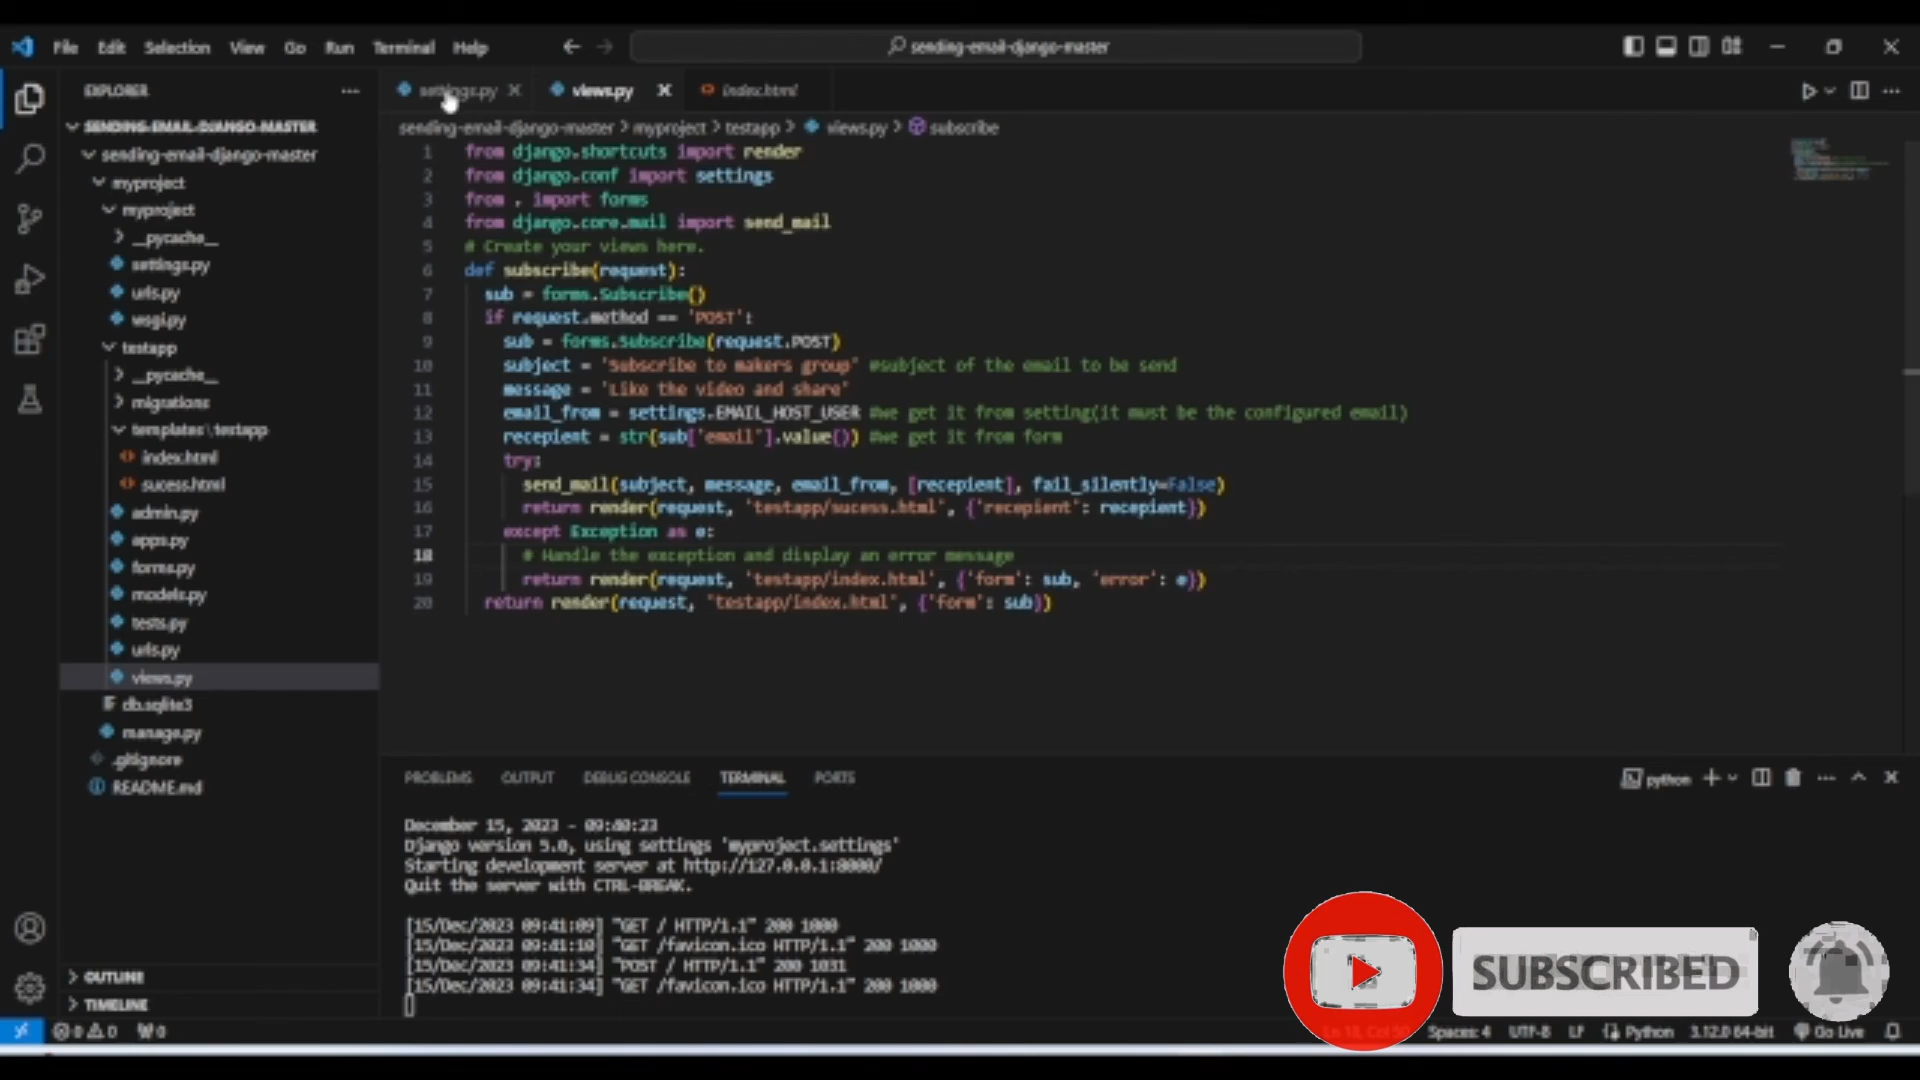 File Edit Selection View Go Run Terminal Help
sending-email-django-master
EXPLORER
settings.py
views.py
index.html
SENDING-EMAIL-DJANGO-MASTER
sending-email-django-master > myproject > testapp > views.py > subscribe
sending-email-django-master
myproject
myproject
__pycache__
settings.py
urls.py
wsgi.py
testapp
__pycache__
migrations
templates\testapp
index.html
sucess.html
admin.py
apps.py
forms.py
models.py
tests.py
urls.py
views.py
db.sqlite3
manage.py
.gitignore
README.md
OUTLINE
TIMELINE
1 from django.shortcuts import render
2 from django.conf import settings
3 from . import forms
4 from django.core.mail import send_mail
5 # Create your views here.
6 def subscribe(request):
7 sub = forms.Subscribe()
8 if request.method == 'POST':
9 sub = forms.Subscribe(request.POST)
10 subject = 'Subscribe to makers group' #subject of the email to be send
11 message = 'Like the video and share'
12 email_from = settings.EMAIL_HOST_USER #we get it from setting(it must be the configured email)
13 recepient = str(sub['email'].value()) #we get it from form
14 try:
15 send_mail(subject, message, email_from, [recepient], fail_silently=False)
16 return render(request, 'testapp/sucess.html', {'recepient': recepient})
17 except Exception as e:
18 # Handle the exception and display an error message
19 return render(request, 'testapp/index.html', {'form': sub, 'error': e})
20 return render(request, 'testapp/index.html', {'form': sub})
PROBLEMS OUTPUT DEBUG CONSOLE TERMINAL PORTS
python
December 15, 2023 - 09:40:23
Django version 5.0, using settings 'myproject.settings'
Starting development server at http://127.0.0.1:8000/
Quit the server with CTRL-BREAK.
[15/Dec/2023 09:41:09] "GET / HTTP/1.1" 200 1000
[15/Dec/2023 09:41:10] "GET /favicon.ico HTTP/1.1" 200 1000
[15/Dec/2023 09:41:34] "POST / HTTP/1.1" 200 1031
[15/Dec/2023 09:41:34] "GET /favicon.ico HTTP/1.1" 200 1000
SUBSCRIBED
0 0 0 Spaces: 4 UTF-8 LF Python 3.12.0 64-bit Go Live